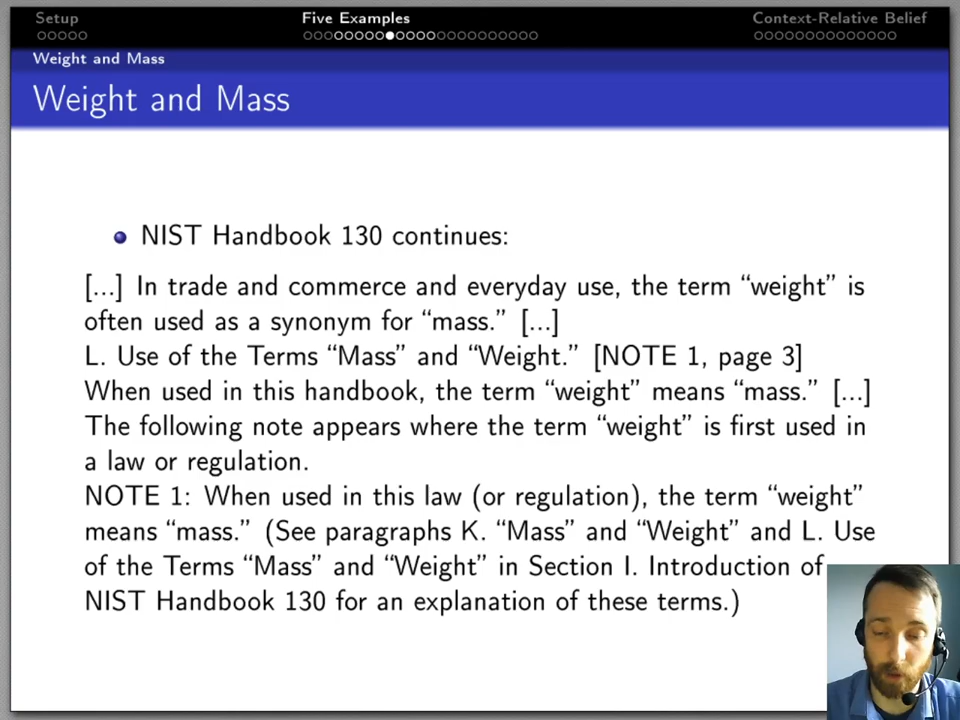 Setup
Five Examples
Context-Relative Belief
Weight and Mass
Weight and Mass
NIST Handbook 130 continues:
[...] In trade and commerce and everyday use, the term “weight” is
often used as a synonym for “mass.” [...]
L. Use of the Terms “Mass” and “Weight.” [NOTE 1, page 3]
When used in this handbook, the term “weight” means “mass.” [...]
The following note appears where the term “weight” is first used in
a law or regulation.
NOTE 1: When used in this law (or regulation), the term “weight”
means “mass.” (See paragraphs K. “Mass” and “Weight” and L. Use
of the Terms “Mass” and “Weight” in Section I. Introduction of
NIST Handbook 130 for an explanation of these terms.)